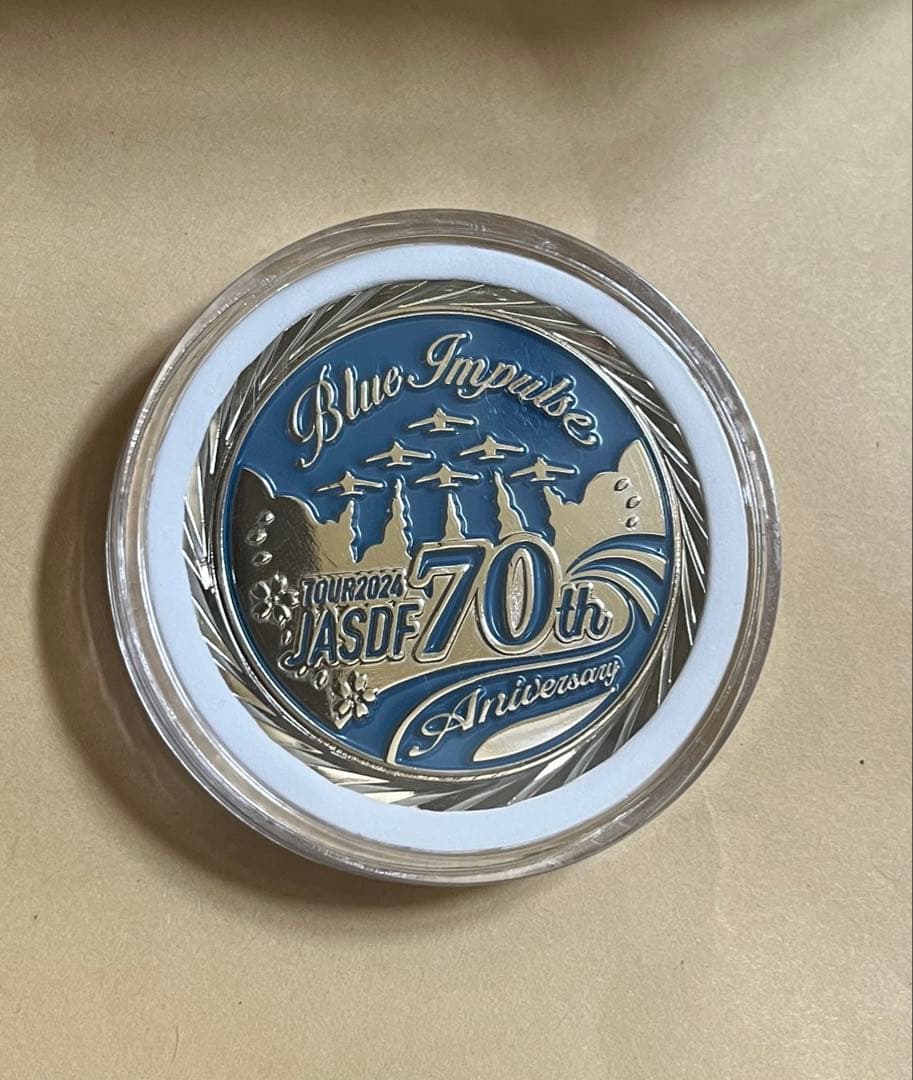 Blue Impulse
TOUR2024
JASDF 70th
Aniversary